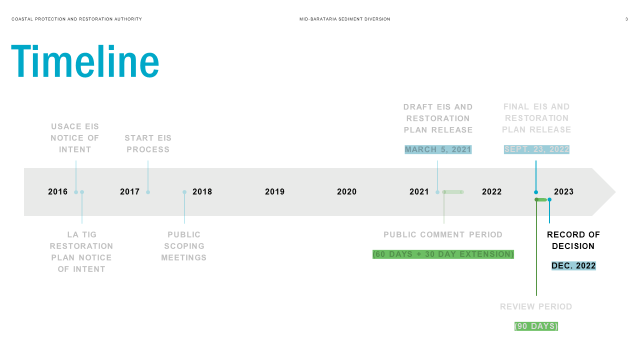 COASTAL PROTECTION AND RESTORATION AUTHORITY
MID-BARATARIA SEDIMENT DIVERSION
3
Timeline
USACE EIS
NOTICE OF
INTENT
START EIS
PROCESS
DRAFT EIS AND
RESTORATION
PLAN RELEASE
MARCH 5, 2021
FINAL EIS AND
RESTORATION
PLAN RELEASE
SEPT. 23, 2022
2016
2017
2018
2019
2020
2021
2022
2023
LA TIG
RESTORATION
PLAN NOTICE
OF INTENT
PUBLIC
SCOPING
MEETINGS
PUBLIC COMMENT PERIOD
(60 DAYS + 30 DAY EXTENSION)
RECORD OF
DECISION
DEC. 2022
REVIEW PERIOD
(90 DAYS)